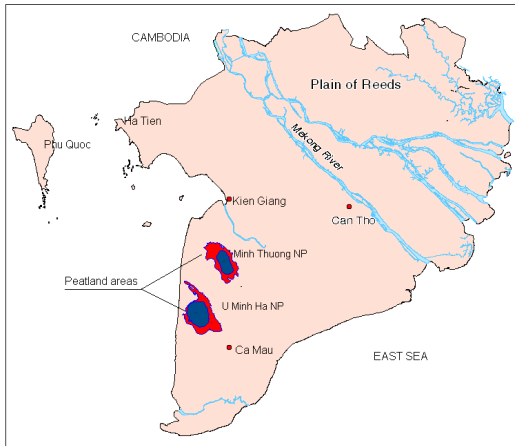 CAMBODIA
Plain of Reeds
Ha Tien
Phu Quoc
Mekong River
Kien Giang
Can Tho
Minh Thuong NP
Peatland areas
U Minh Ha NP
Ca Mau
EAST SEA